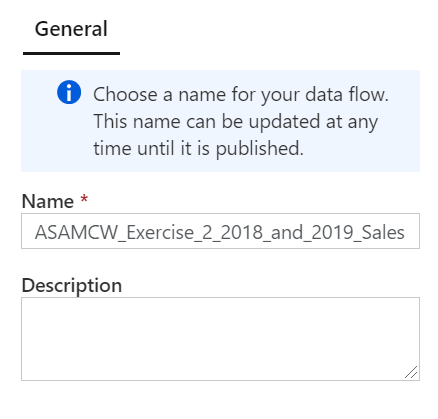 General
Choose a name for your data flow.
This name can be updated at any
time until it is published.
Name *
ASAMCW_Exercise_2_2018_and_2019_Sales
Description